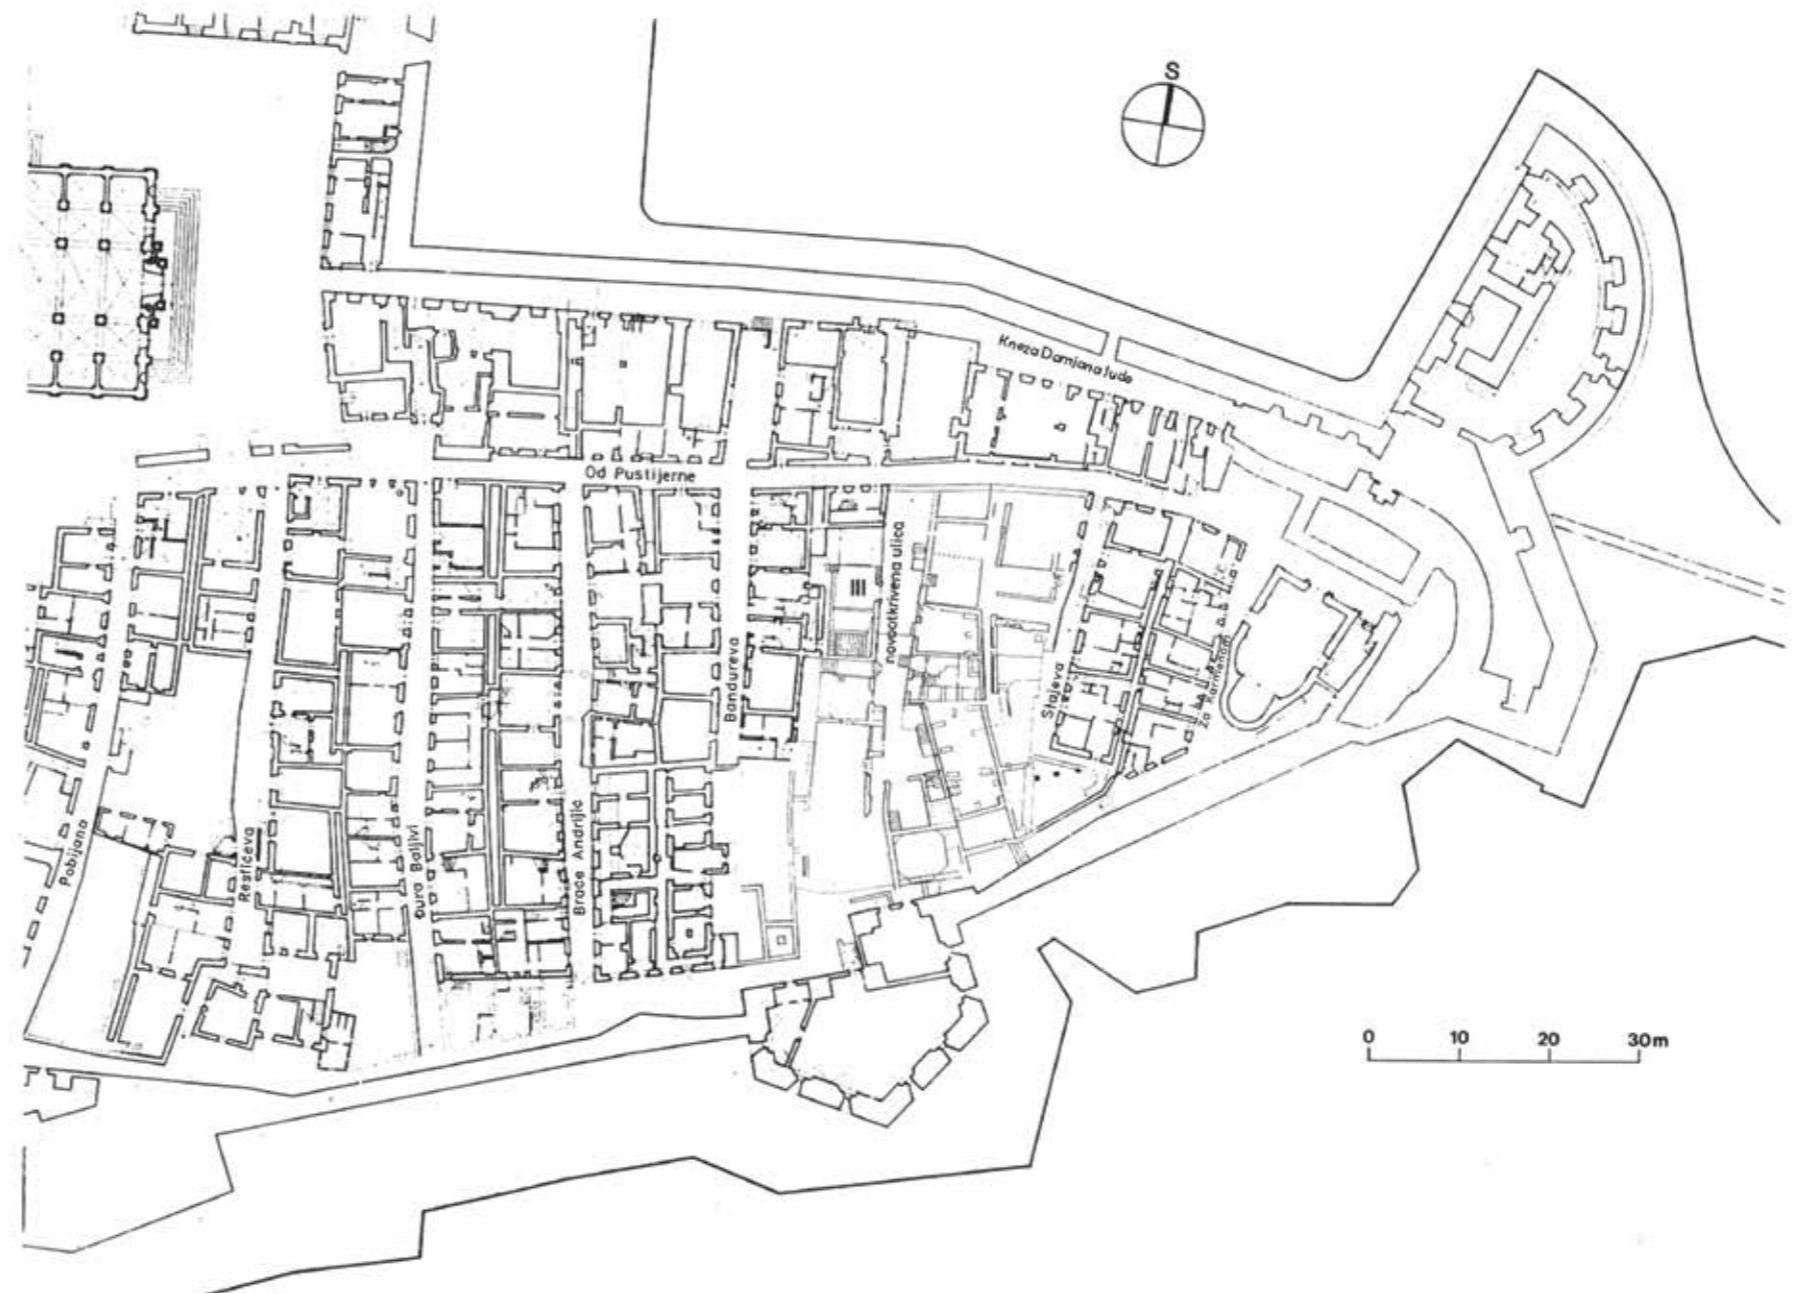 S
Kneza Damjana Jude
Od Pustijerne
novootkrivena ulica
Bandureva
Stajeva
Za Karmenom
Pobijana
Restićeva
Đura Baljivi
Braće Andrijić
0 10 20 30m